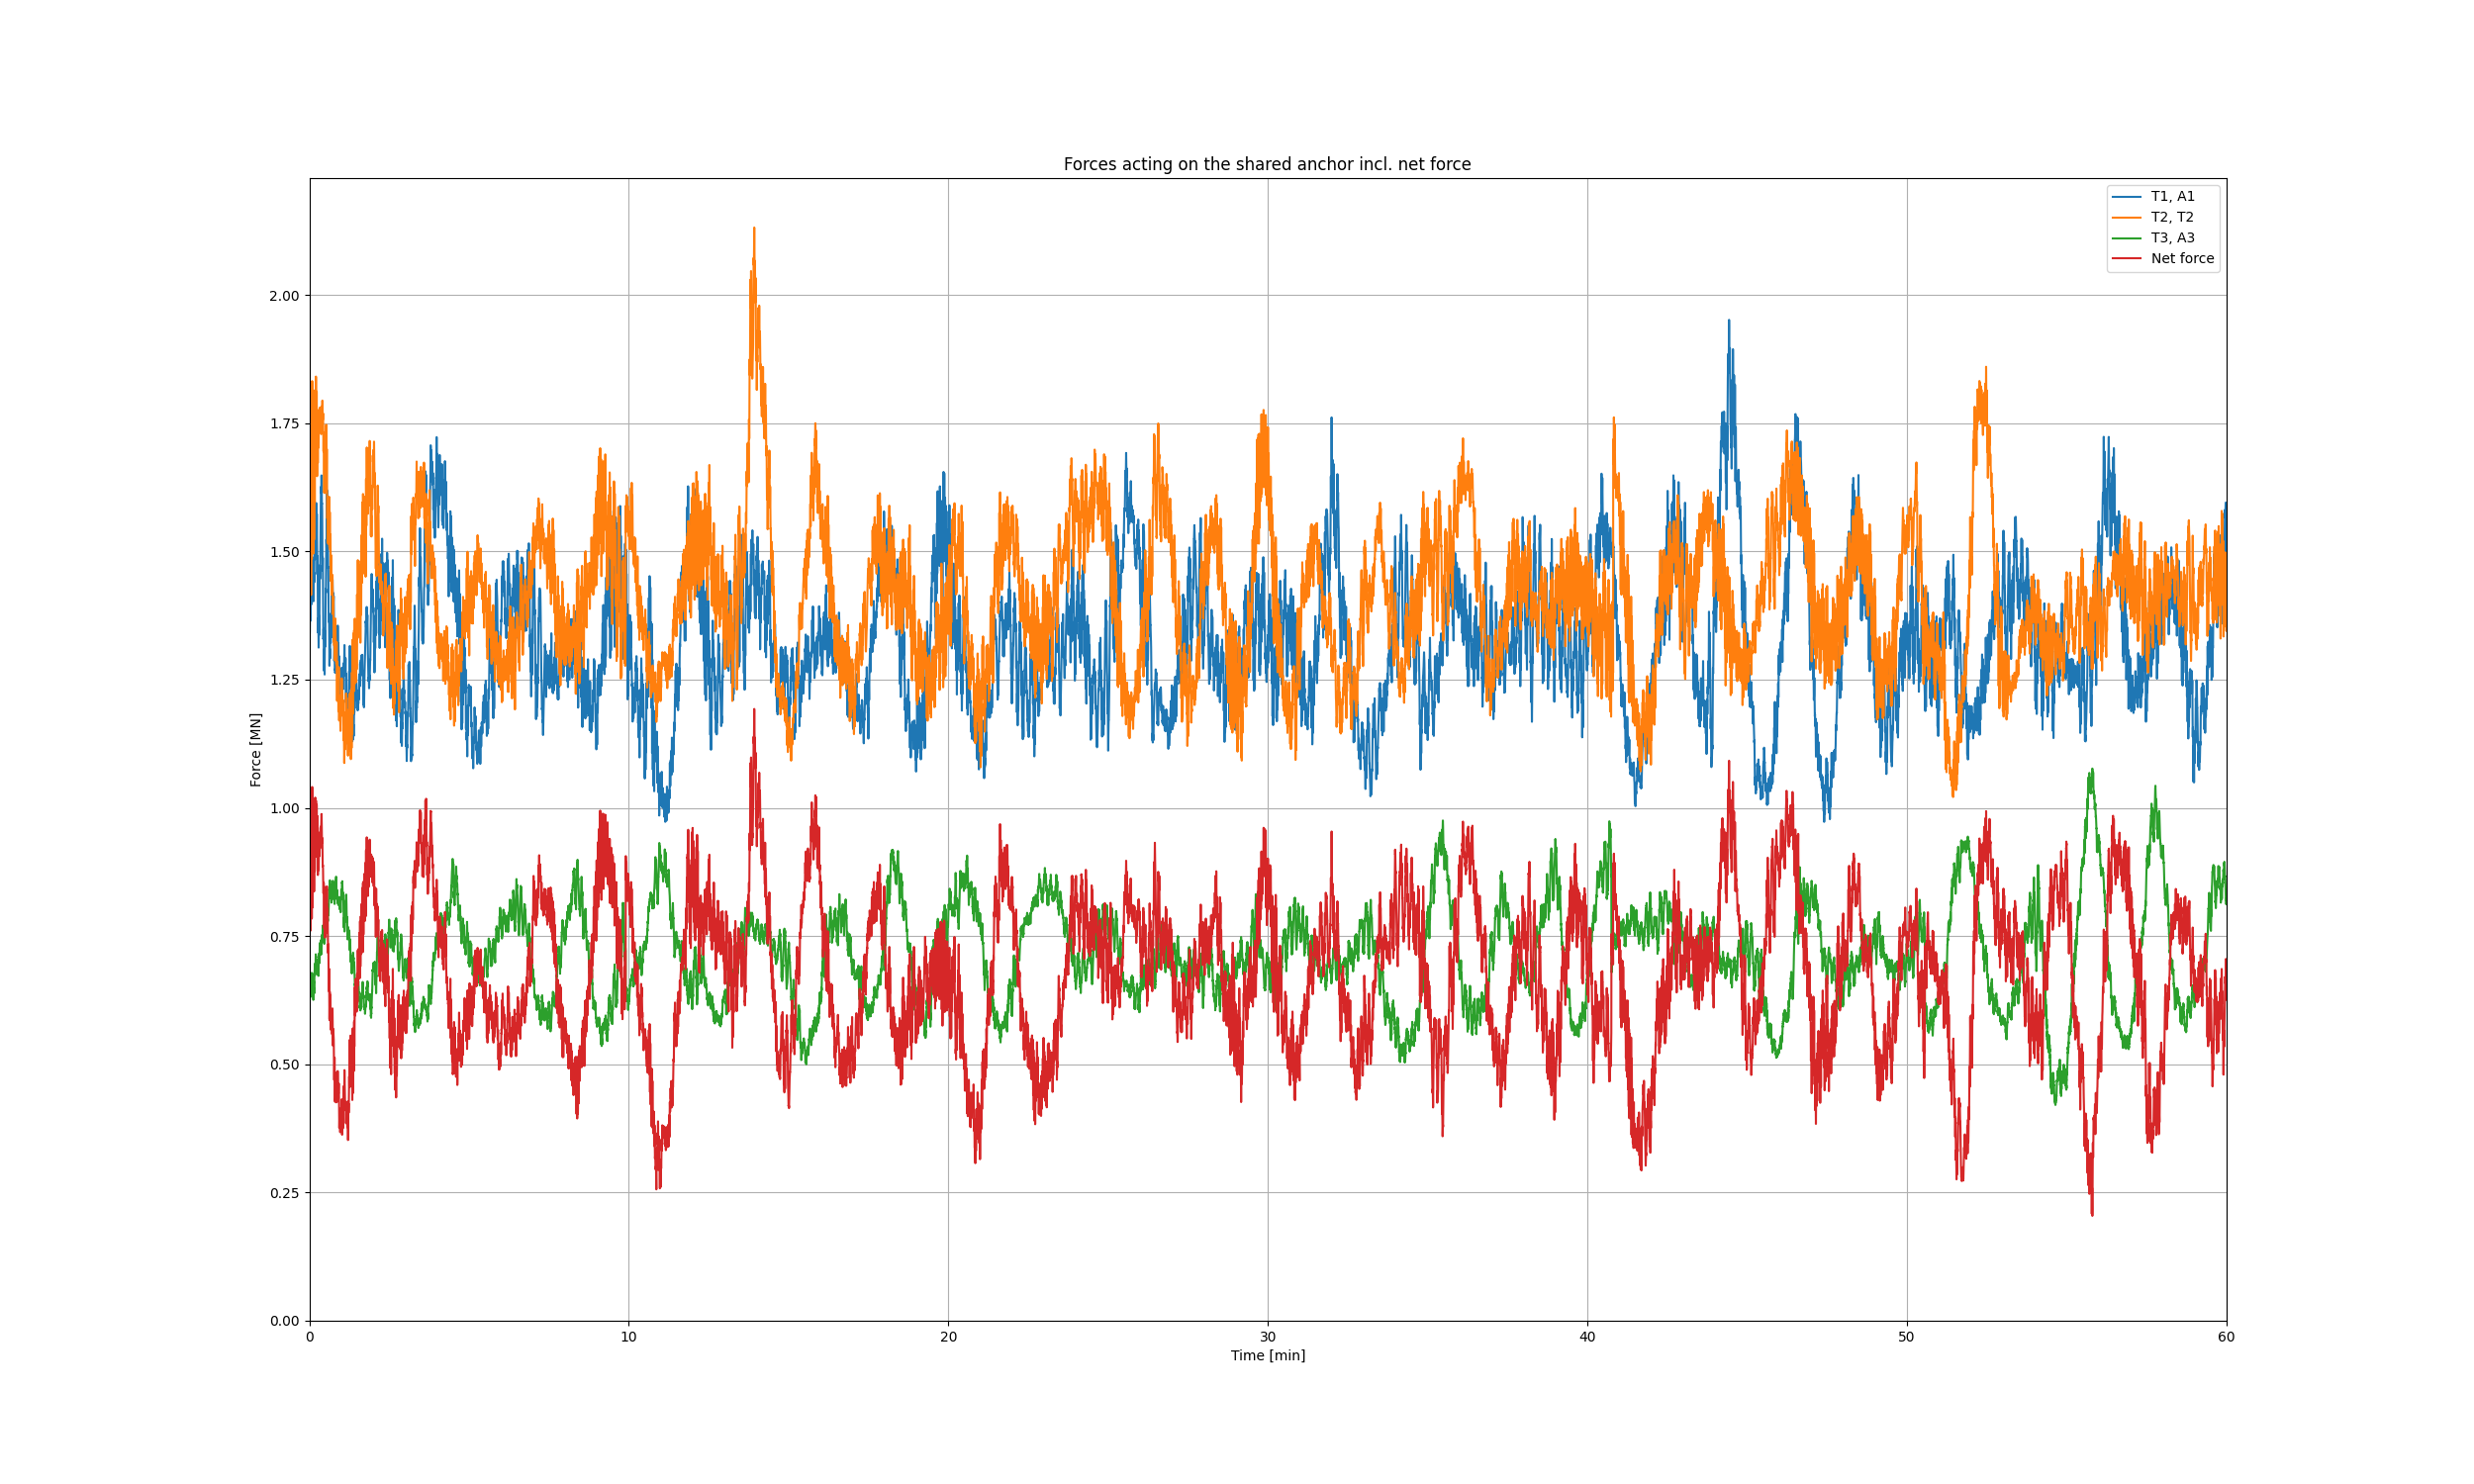 Forces acting on the shared anchor incl. net force
T1, A1
T2, T2
T3, A3
Net force
Force [MN]
2.00
1.75
1.50
1.25
1.00
0.75
0.50
0.25
0.00
0 10 20 30 40 50 60
Time [min]